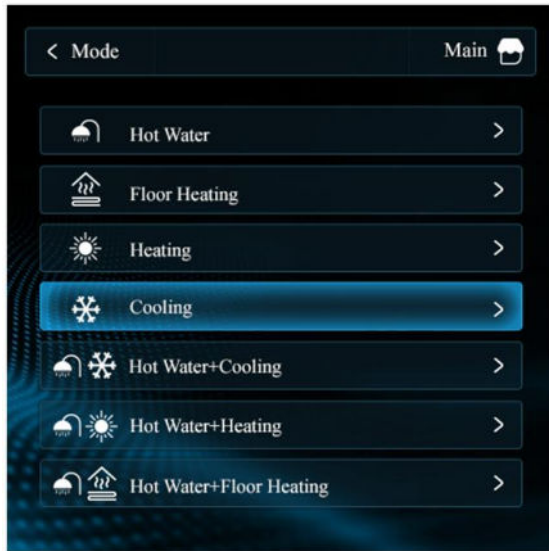 Mode
Main
Hot Water
Floor Heating
Heating
Cooling
Hot Water+Cooling
Hot Water+Heating
Hot Water+Floor Heating